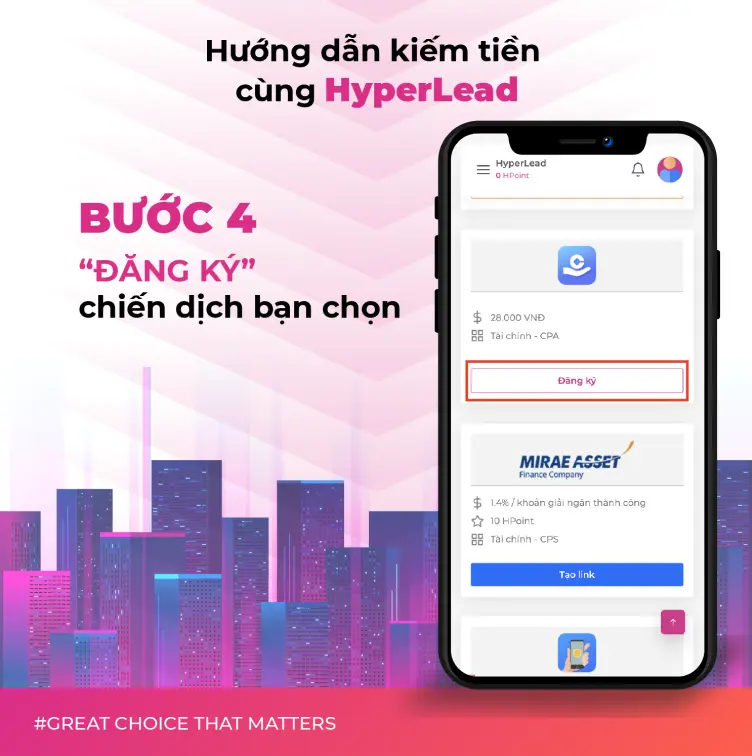 Hướng dẫn kiếm tiền
cùng HyperLead
BƯỚC 4
“ĐĂNG KÝ”
chiến dịch bạn chọn
HyperLead
0 HPoint
28.000 VNĐ
Tài chính - CPA
Đăng ký
MIRAE ASSET
Finance Company
1.4% / khoản giải ngân thành công
10 HPoint
Tài chính - CPS
Tạo link
#GREAT CHOICE THAT MATTERS